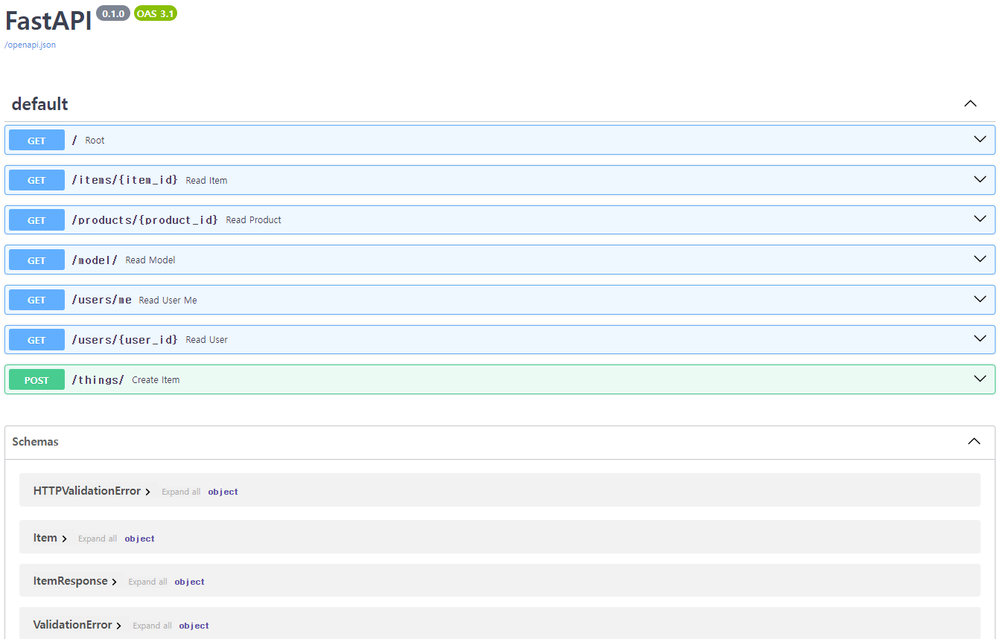 FastAPI 0.1.0 OAS 3.1
/openapi.json
default
GET / Root
GET /items/{item_id} Read Item
GET /products/{product_id} Read Product
GET /model/ Read Model
GET /users/me Read User Me
GET /users/{user_id} Read User
POST /things/ Create Item
Schemas
HTTPValidationError Expand all object
Item Expand all object
ItemResponse Expand all object
ValidationError Expand all object